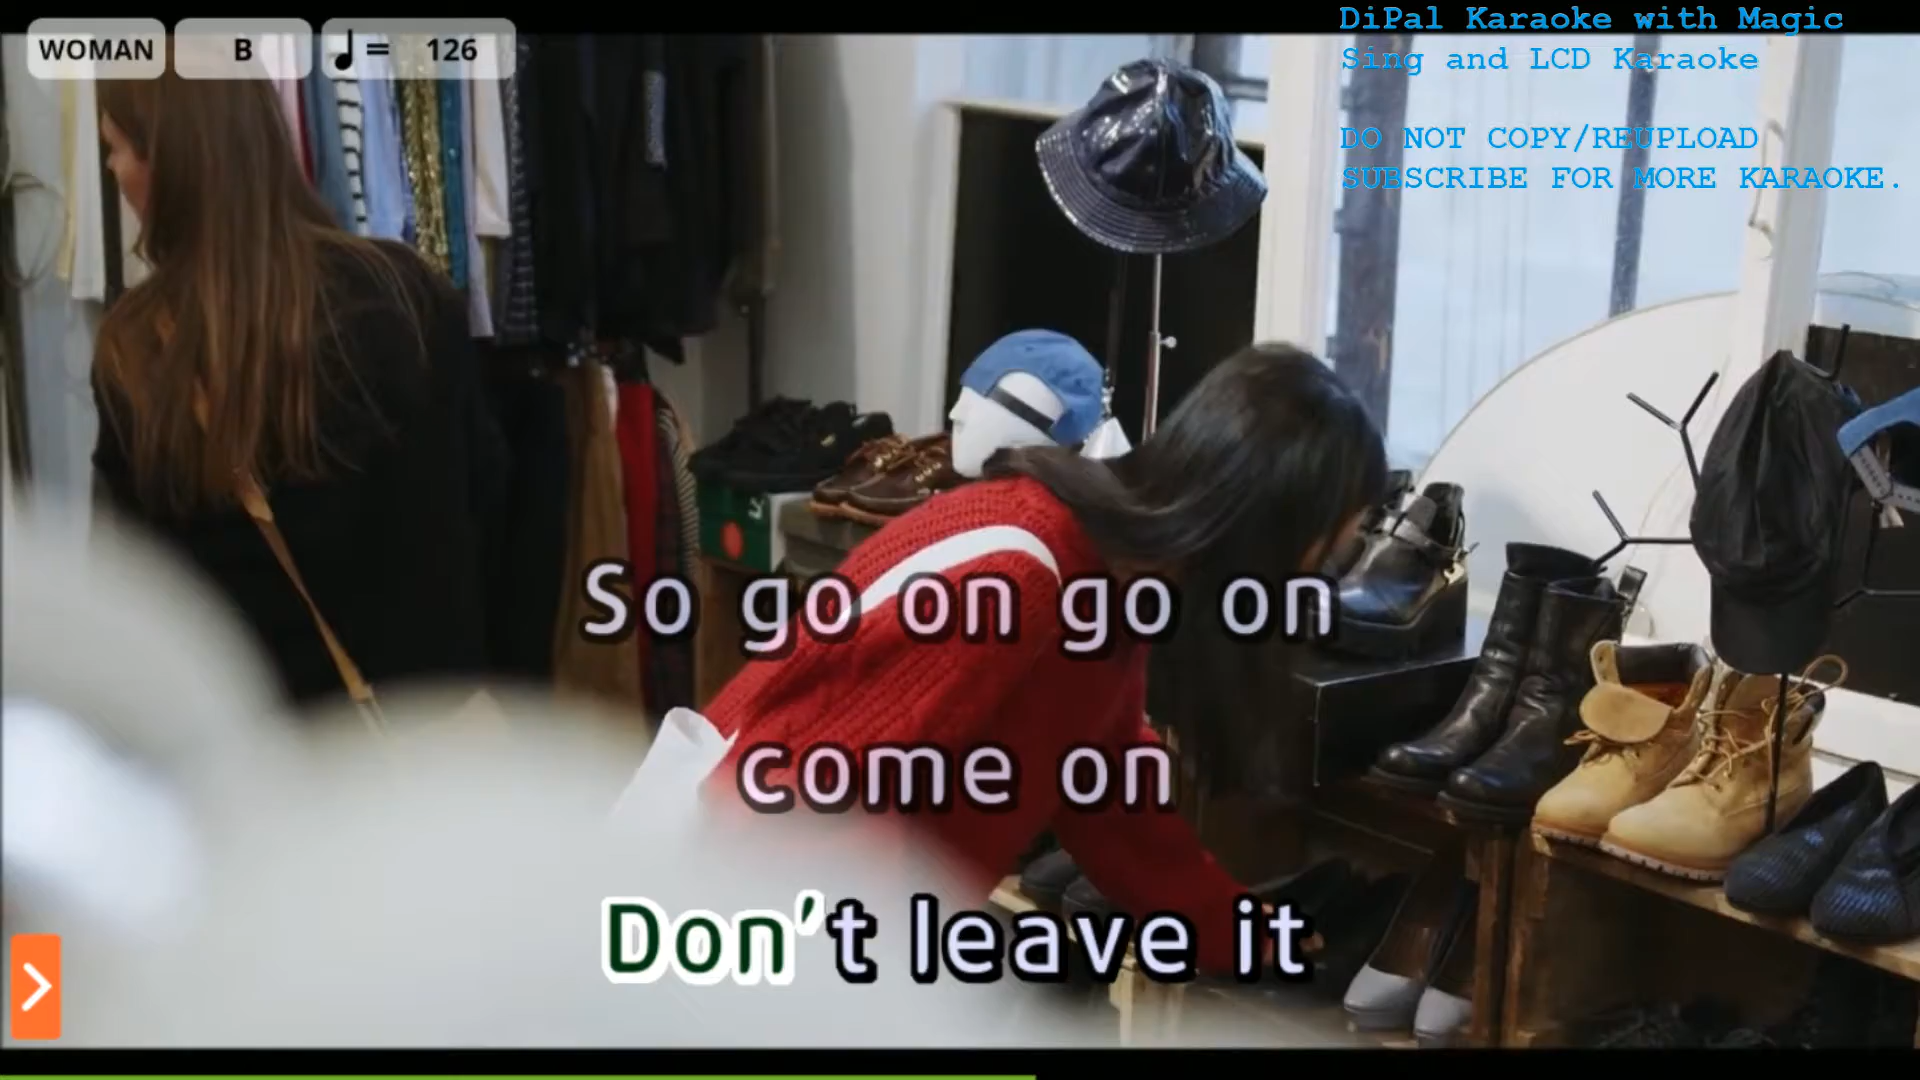 WOMAN B ♩= 126
DiPal Karaoke with Magic
Sing and LCD Karaoke
DO NOT COPY/REUPLOAD
SUBSCRIBE FOR MORE KARAOKE.
So go on go on
come on
Don't leave it